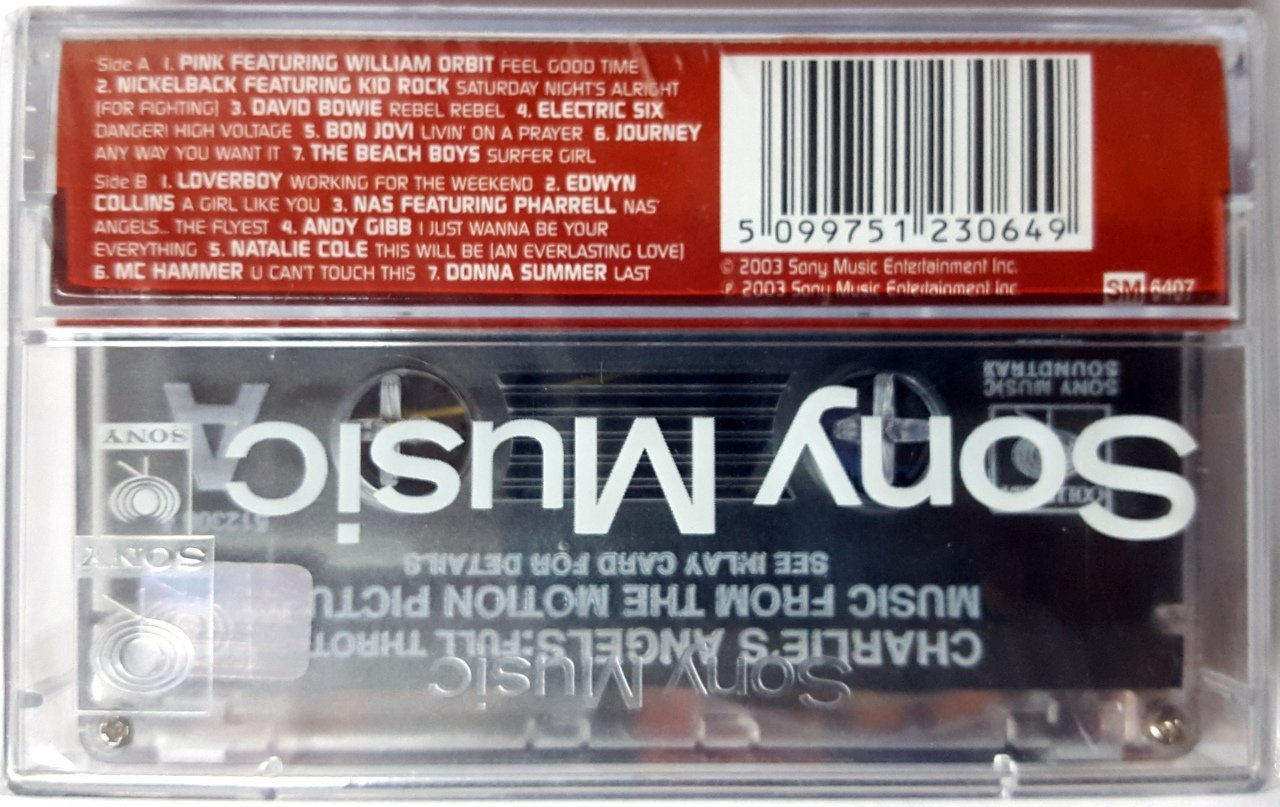 Side A 1. PINK FEATURING WILLIAM ORBIT FEEL GOOD TIME
2. NICKELBACK FEATURING KID ROCK SATURDAY NIGHT'S ALRIGHT
(FOR FIGHTING) 3. DAVID BOWIE REBEL REBEL 4. ELECTRIC SIX
DANGER! HIGH VOLTAGE 5. BON JOVI LIVIN' ON A PRAYER 6. JOURNEY
ANY WAY YOU WANT IT 7. THE BEACH BOYS SURFER GIRL
Side B 1. LOVERBOY WORKING FOR THE WEEKEND 2. EDWYN
COLLINS A GIRL LIKE YOU 3. NAS FEATURING PHARRELL NAS'
ANGELS... THE FLYEST 4. ANDY GIBB I JUST WANNA BE YOUR
EVERYTHING 5. NATALIE COLE THIS WILL BE (AN EVERLASTING LOVE)
6. MC HAMMER U CAN'T TOUCH THIS 7. DONNA SUMMER LAST
5 099751 230649
© 2003 Sony Music Entertainment Inc.
℗ 2003 Sony Music Entertainment Inc.
SM 6407
SONY MUSIC
SOUNDTRAX
A
Sony Music
SONY
SEE INLAY CARD FOR DETAILS
SONY
MUSIC FROM THE MOTION PICTU
CHARLIE'S ANGELS:FULL THROT
Sony Music